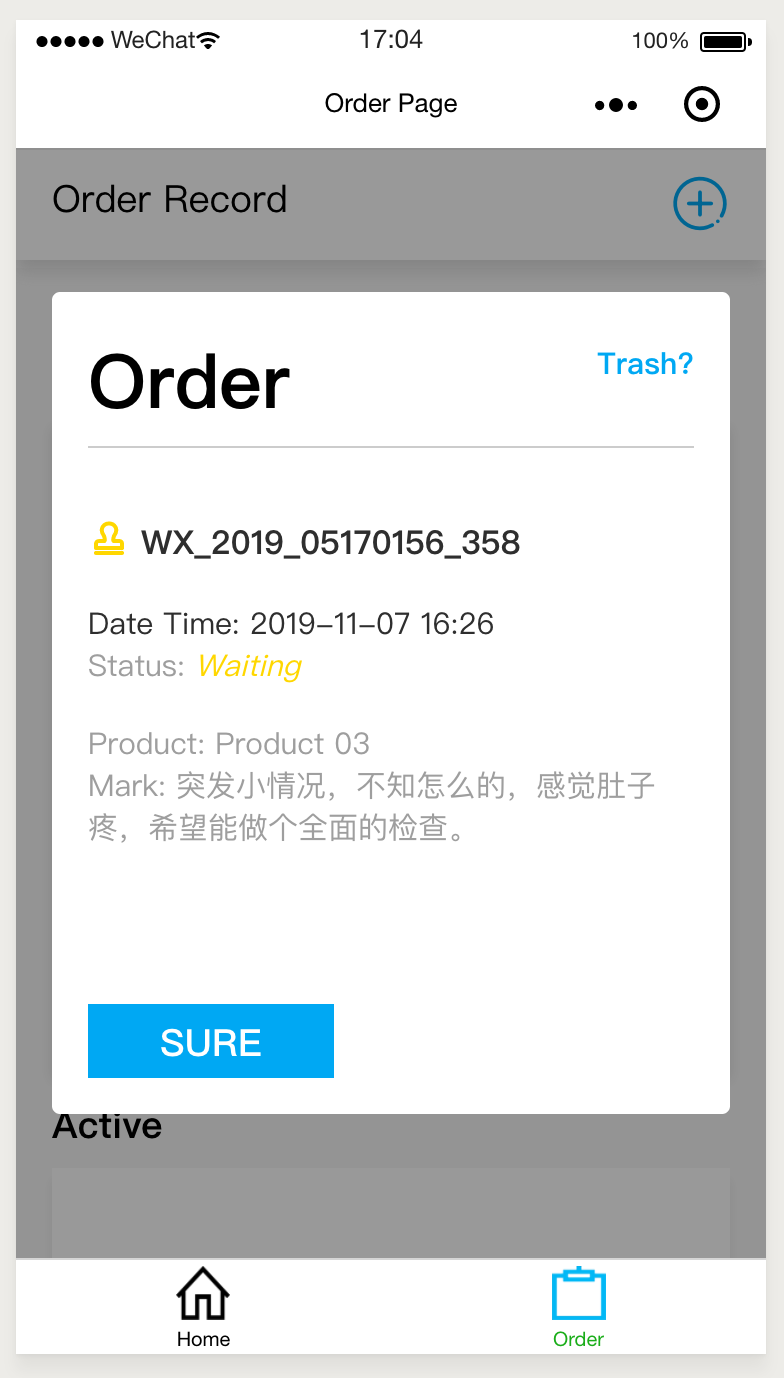 WeChat
17:04
100%
Order Page
Order Record
Order
Trash?
WX_2019_05170156_358
Date Time: 2019-11-07 16:26
Status: Waiting
Product: Product 03
Mark: 突发小情况，不知怎么的，感觉肚子
疼，希望能做个全面的检查。
SURE
Active
Home
Order